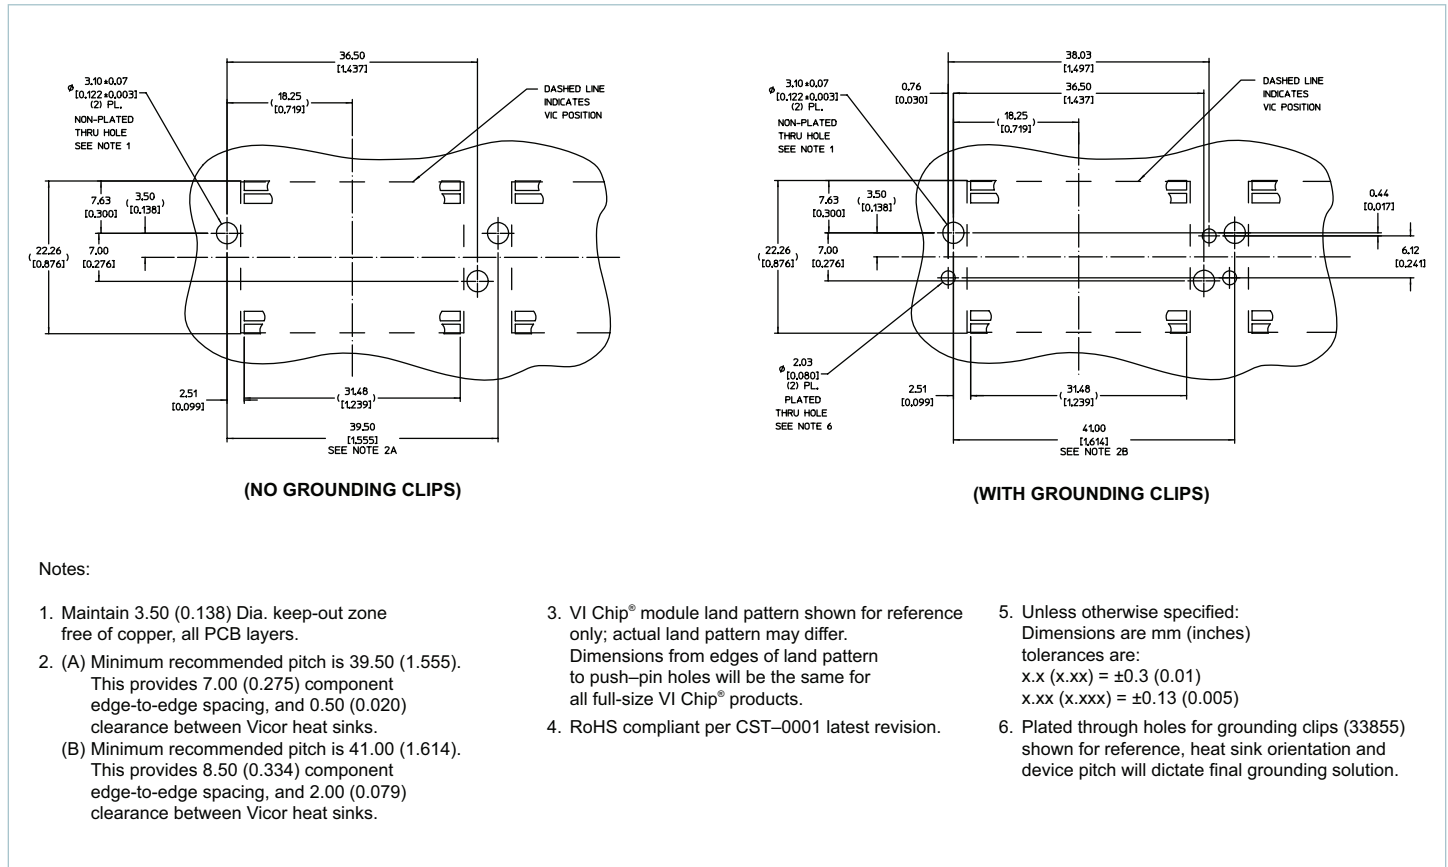 36.50
[1.437]
ø 3.10±0.07
[0.122±0.003]
(2) PL.
NON-PLATED
THRU HOLE
SEE NOTE 1
( 18.25 )
[0.719]
DASHED LINE
INDICATES
VIC POSITION
7.63
[0.300]
( 3.50 )
[0.138]
( 22.26 )
[0.876]
7.00
[0.276]
2.51
[0.099]
( 31.48 )
[1.239]
39.50
[1.555]
SEE NOTE 2A
(NO GROUNDING CLIPS)
38.03
[1.497]
ø 3.10±0.07
[0.122±0.003]
(2) PL.
NON-PLATED
THRU HOLE
SEE NOTE 1
0.76
[0.030]
36.50
[1.437]
( 18.25 )
[0.719]
DASHED LINE
INDICATES
VIC POSITION
7.63
[0.300]
( 3.50 )
[0.138]
0.44
[0.017]
( 22.26 )
[0.876]
7.00
[0.276]
6.12
[0.241]
ø 2.03
[0.080]
(2) PL.
PLATED
THRU HOLE
SEE NOTE 6
2.51
[0.099]
( 31.48 )
[1.239]
41.00
[1.614]
SEE NOTE 2B
(WITH GROUNDING CLIPS)
Notes:
1. Maintain 3.50 (0.138) Dia. keep-out zone
free of copper, all PCB layers.
2. (A) Minimum recommended pitch is 39.50 (1.555).
This provides 7.00 (0.275) component
edge-to-edge spacing, and 0.50 (0.020)
clearance between Vicor heat sinks.
(B) Minimum recommended pitch is 41.00 (1.614).
This provides 8.50 (0.334) component
edge-to-edge spacing, and 2.00 (0.079)
clearance between Vicor heat sinks.
3. VI Chip® module land pattern shown for reference
only; actual land pattern may differ.
Dimensions from edges of land pattern
to push–pin holes will be the same for
all full-size VI Chip® products.
4. RoHS compliant per CST–0001 latest revision.
5. Unless otherwise specified:
Dimensions are mm (inches)
tolerances are:
x.x (x.xx) = ±0.3 (0.01)
x.xx (x.xxx) = ±0.13 (0.005)
6. Plated through holes for grounding clips (33855)
shown for reference, heat sink orientation and
device pitch will dictate final grounding solution.